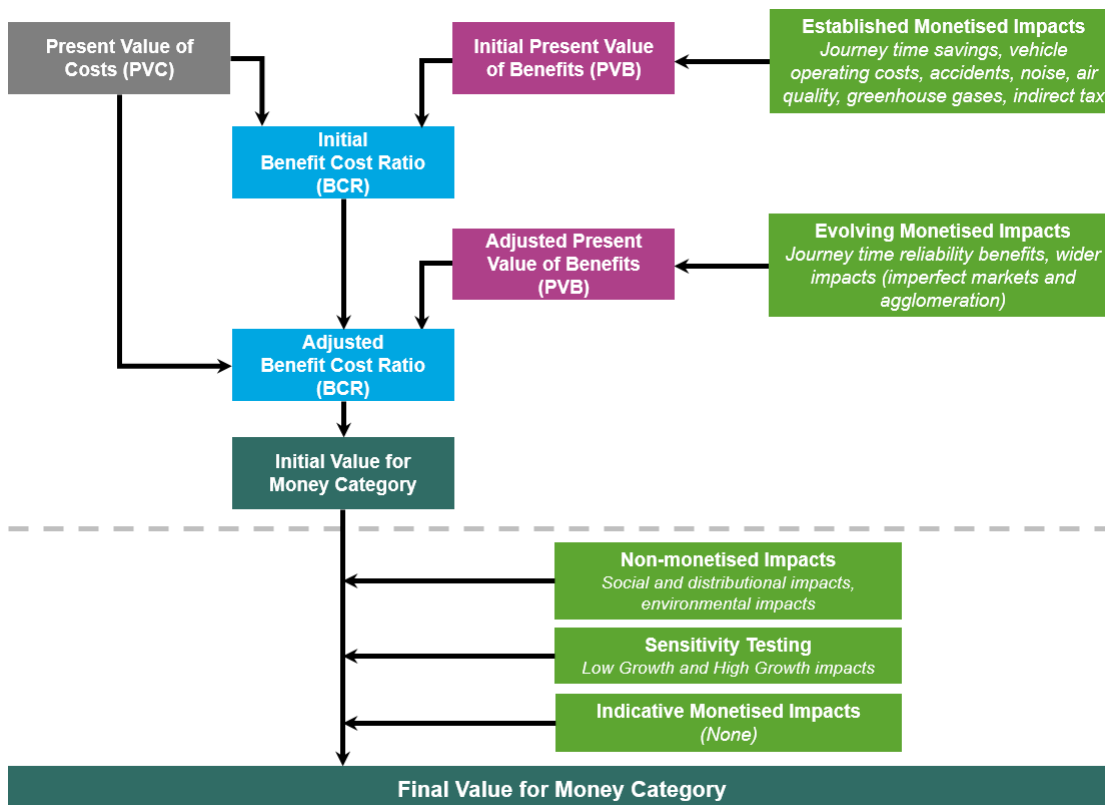 Present Value of
Costs (PVC)
Initial Present Value
of Benefits (PVB)
Established Monetised Impacts
Journey time savings, vehicle
operating costs, accidents, noise, air
quality, greenhouse gases, indirect tax
Initial
Benefit Cost Ratio
(BCR)
Adjusted Present
Value of Benefits
(PVB)
Evolving Monetised Impacts
Journey time reliability benefits, wider
impacts (imperfect markets and
agglomeration)
Adjusted
Benefit Cost Ratio
(BCR)
Initial Value for
Money Category
Non-monetised Impacts
Social and distributional impacts,
environmental impacts
Sensitivity Testing
Low Growth and High Growth impacts
Indicative Monetised Impacts
(None)
Final Value for Money Category